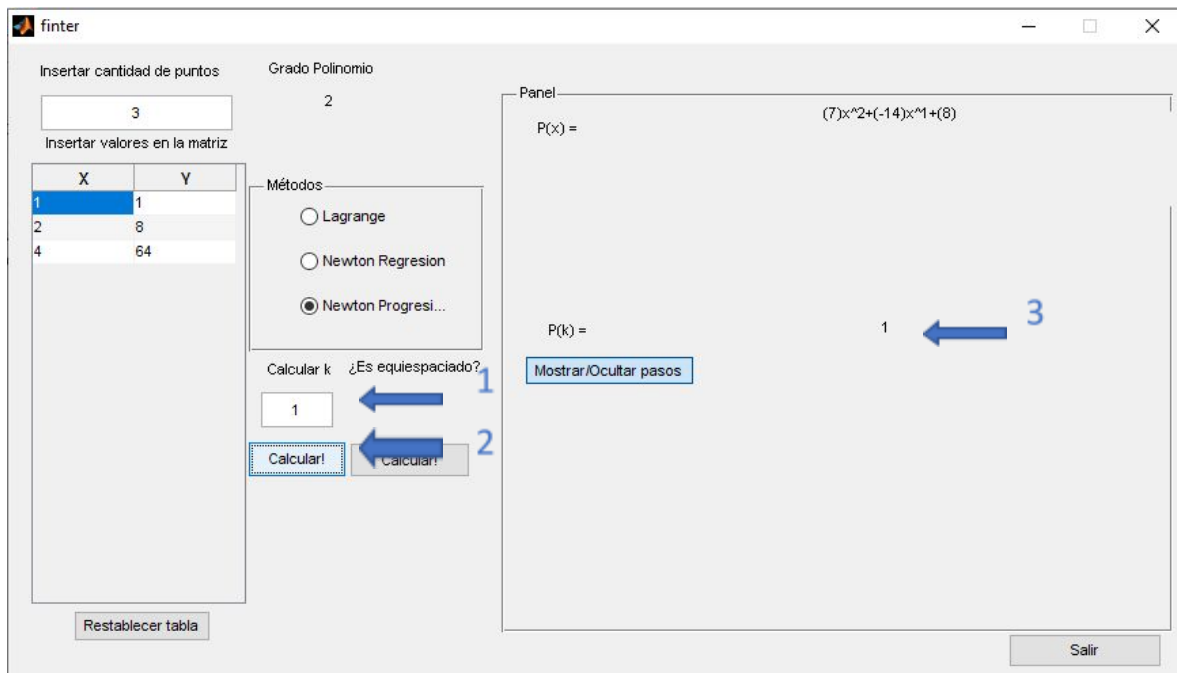 finter
Insertar cantidad de puntos
3
Insertar valores en la matriz
X Y
1 1
2 8
4 64
Restablecer tabla
Grado Polinomio
2
Métodos
Lagrange
Newton Regresion
Newton Progresi...
Calcular k
¿Es equiespaciado?
1
1
Calcular!
Calcular!
2
Panel
P(x) =
(7)x^2+(-14)x^1+(8)
P(k) =
1
3
Mostrar/Ocultar pasos
Salir